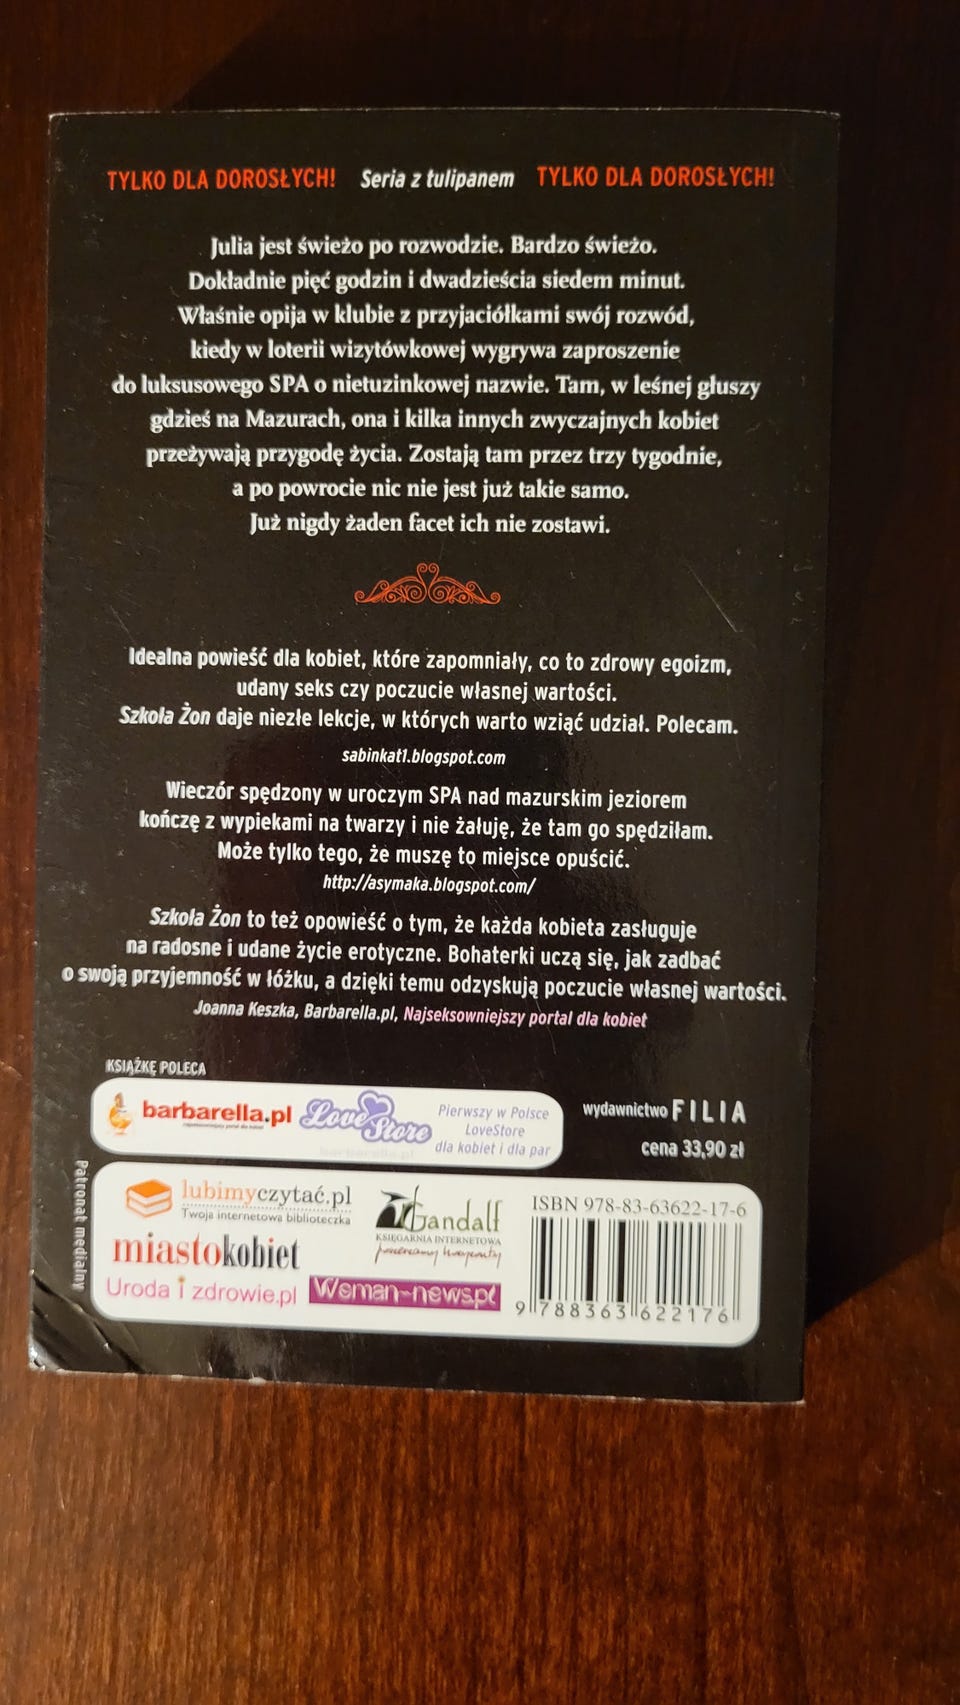 TYLKO DLA DOROSŁYCH! Seria z tulipanem TYLKO DLA DOROSŁYCH!
Julia jest świeżo po rozwodzie. Bardzo świeżo.
Dokładnie pięć godzin i dwadzieścia siedem minut.
Właśnie opija w klubie z przyjaciółkami swój rozwód,
kiedy w loterii wizytówkowej wygrywa zaproszenie
do luksusowego SPA o nietuzinkowej nazwie. Tam, w leśnej głuszy
gdzieś na Mazurach, ona i kilka innych zwyczajnych kobiet
przeżywają przygodę życia. Zostają tam przez trzy tygodnie,
a po powrocie nic nie jest już takie samo.
Już nigdy żaden facet ich nie zostawi.
Idealna powieść dla kobiet, które zapomniały, co to zdrowy egoizm,
udany seks czy poczucie własnej wartości.
Szkoła Żon daje niezłe lekcje, w których warto wziąć udział. Polecam.
sabinkat1.blogspot.com
Wieczór spędzony w uroczym SPA nad mazurskim jeziorem
kończę z wypiekami na twarzy i nie żałuję, że tam go spędziłam.
Może tylko tego, że muszę to miejsce opuścić.
http://asymaka.blogspot.com/
Szkoła Żon to też opowieść o tym, że każda kobieta zasługuje
na radosne i udane życie erotyczne. Bohaterki uczą się, jak zadbać
o swoją przyjemność w łóżku, a dzięki temu odzyskują poczucie własnej wartości.
Joanna Keszka, Barbarella.pl, Najseksowniejszy portal dla kobiet
KSIĄŻKĘ POLECA
barbarella.pl
Love Store
Pierwszy w Polsce
LoveStore
dla kobiet i dla par
wydawnictwo FILIA
cena 33,90 zł
Patronat medialny
lubimyczytać.pl
Twoja internetowa biblioteczka
Gandalf
KSIĘGARNIA INTERNETOWA
miastokobiet
Uroda i zdrowie.pl
Woman-news.pl
ISBN 978-83-63622-17-6
9 788363 622176